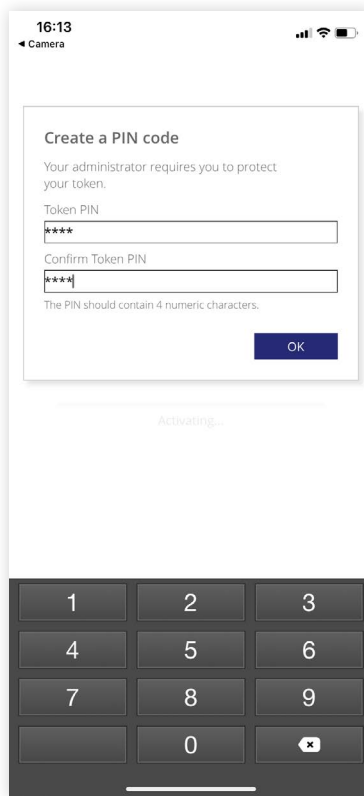 16:13
◀ Camera
Create a PIN code
Your administrator requires you to protect
your token.
Token PIN
****
Confirm Token PIN
****
The PIN should contain 4 numeric characters.
OK
Activating...
1 2 3
4 5 6
7 8 9
0